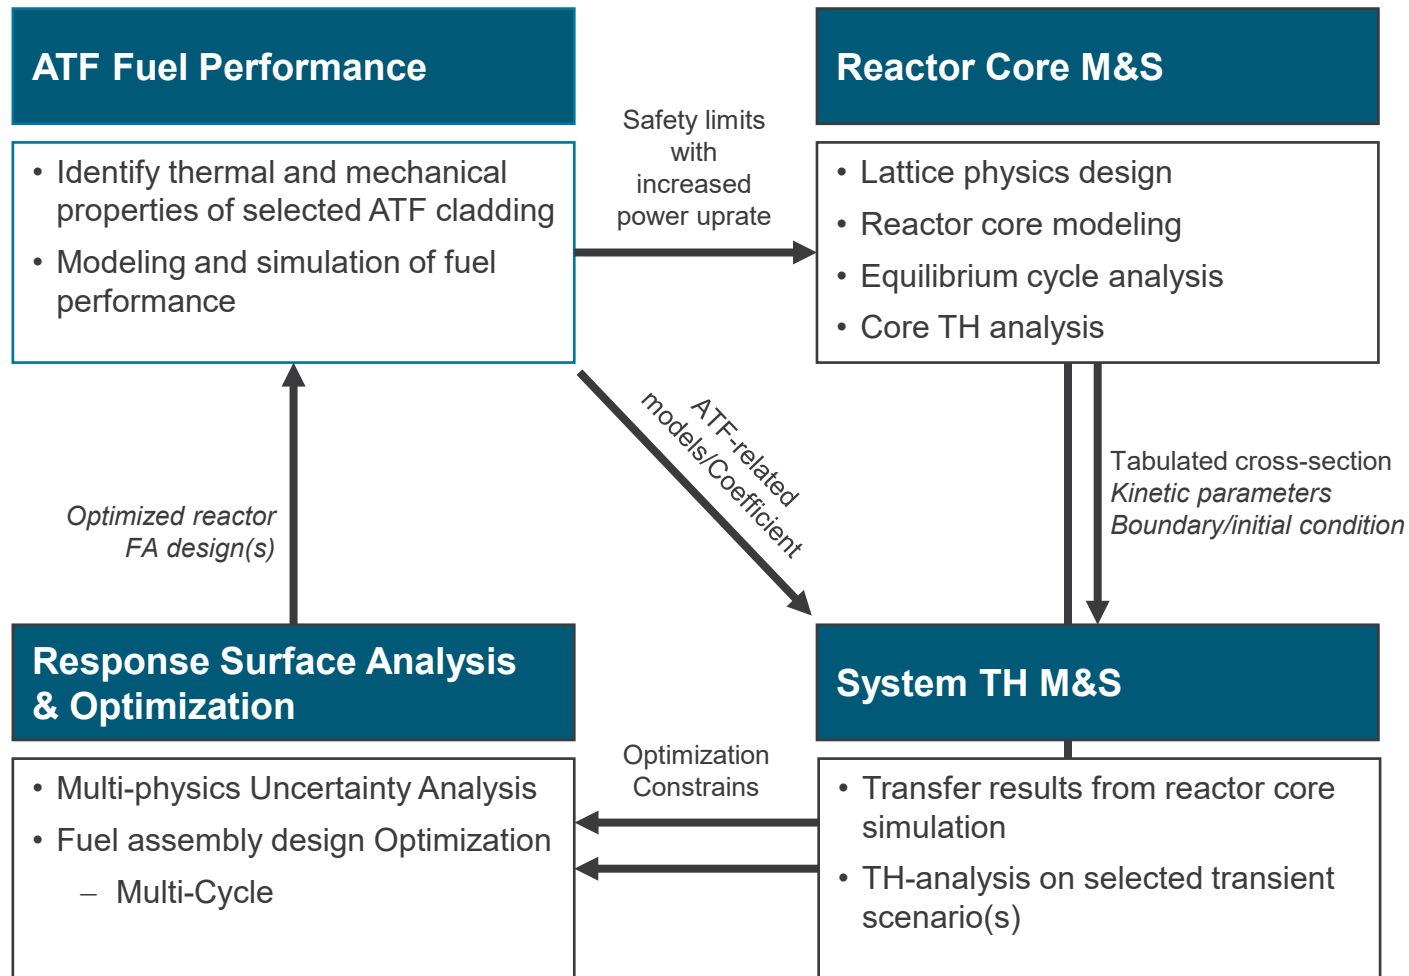 ATF Fuel Performance
• Identify thermal and mechanical
properties of selected ATF cladding
• Modeling and simulation of fuel
performance
Safety limits
with
increased
power uprate
Reactor Core M&S
• Lattice physics design
• Reactor core modeling
• Equilibrium cycle analysis
• Core TH analysis
ATF-related
models/Coefficient
Tabulated cross-section
Kinetic parameters
Boundary/initial condition
Optimized reactor
FA design(s)
Response Surface Analysis
& Optimization
• Multi-physics Uncertainty Analysis
• Fuel assembly design Optimization
– Multi-Cycle
Optimization
Constrains
System TH M&S
• Transfer results from reactor core
simulation
• TH-analysis on selected transient
scenario(s)